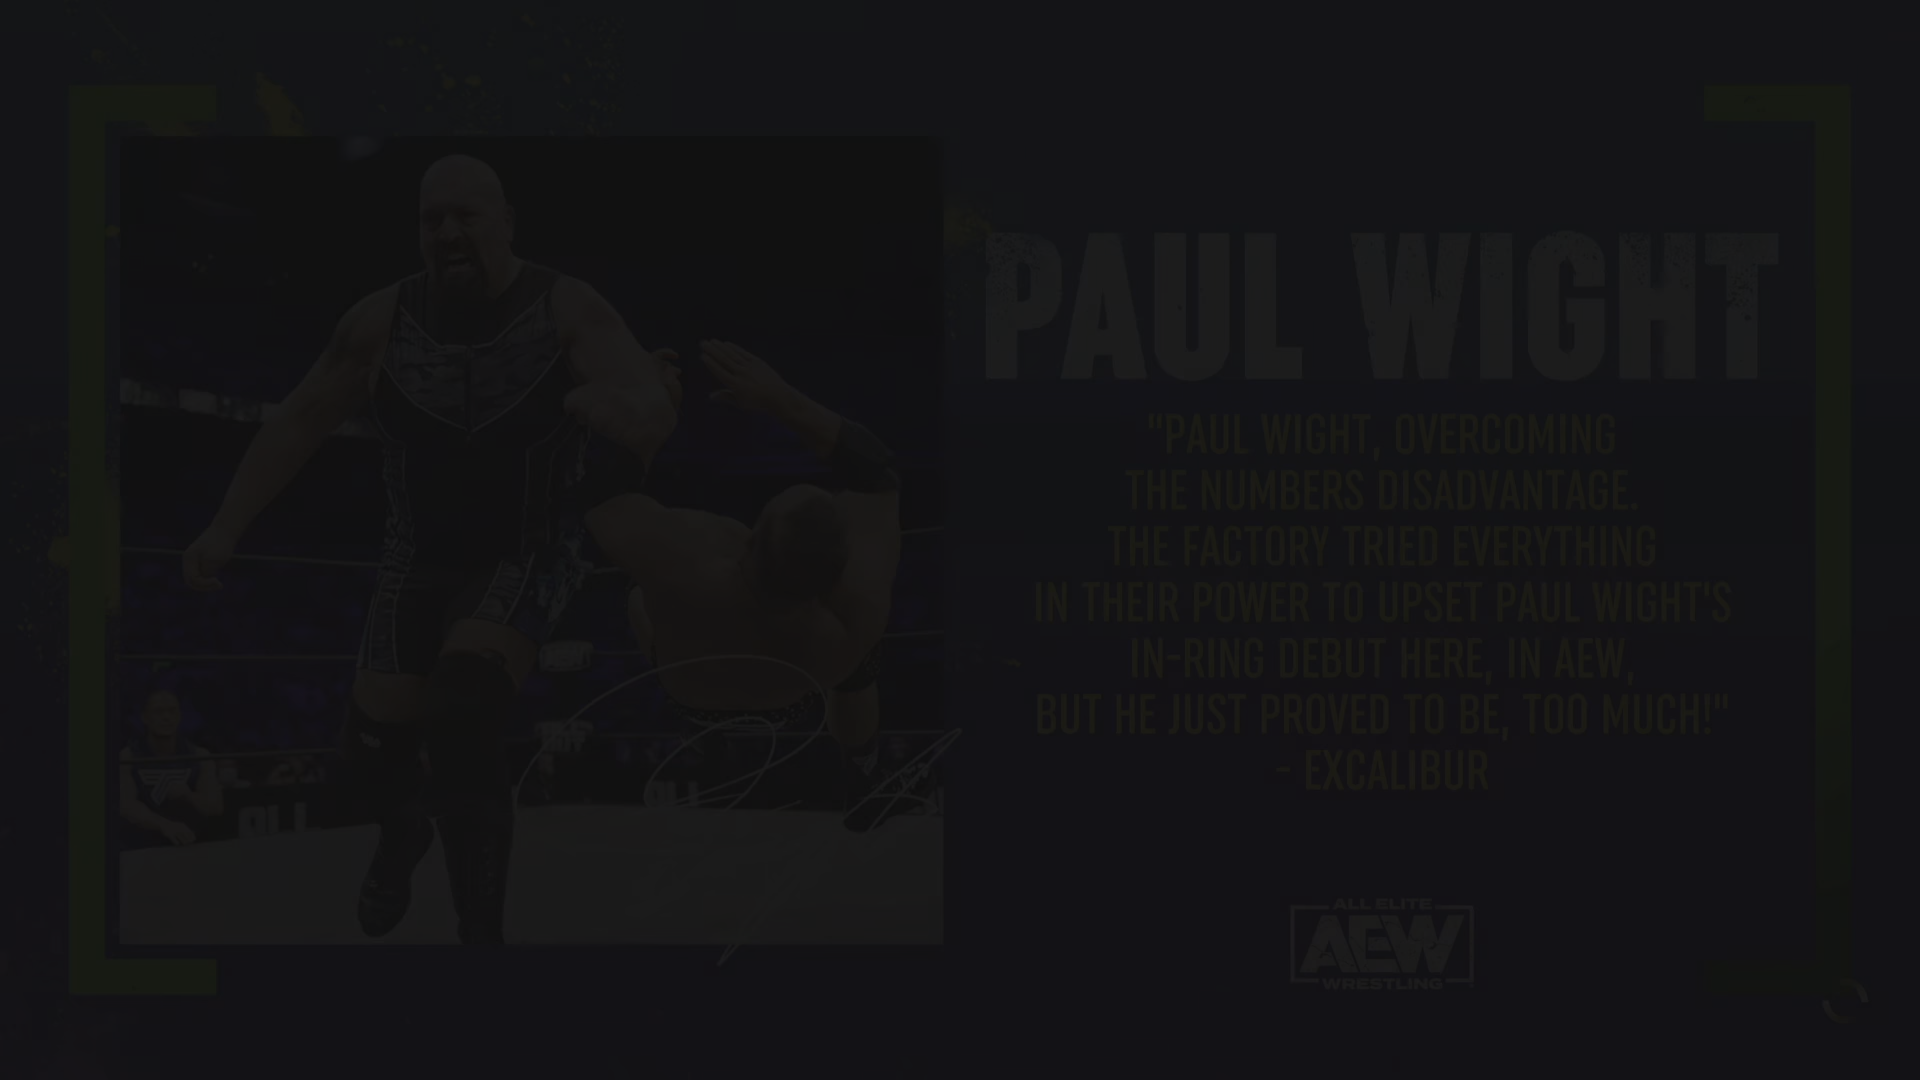 PAUL WIGHT
"PAUL WIGHT, OVERCOMING
THE NUMBERS DISADVANTAGE.
THE FACTORY TRIED EVERYTHING
IN THEIR POWER TO UPSET PAUL WIGHT'S
IN-RING DEBUT HERE, IN AEW,
BUT HE JUST PROVED TO BE, TOO MUCH!"
- EXCALIBUR
ALL ELITE
AEW
WRESTLING